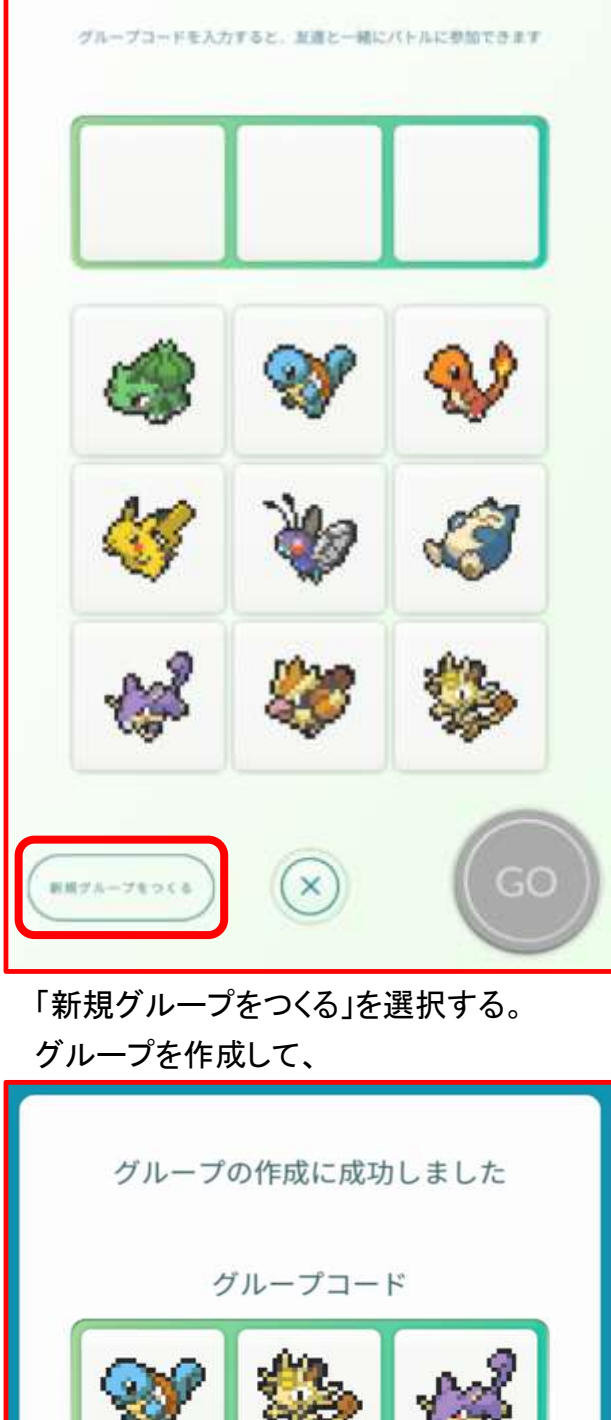 グループコードを入力すると、友達と一緒にバトルに参加できます
新規グループをつくる
GO
「新規グループをつくる」を選択する。
グループを作成して、
グループの作成に成功しました
グループコード